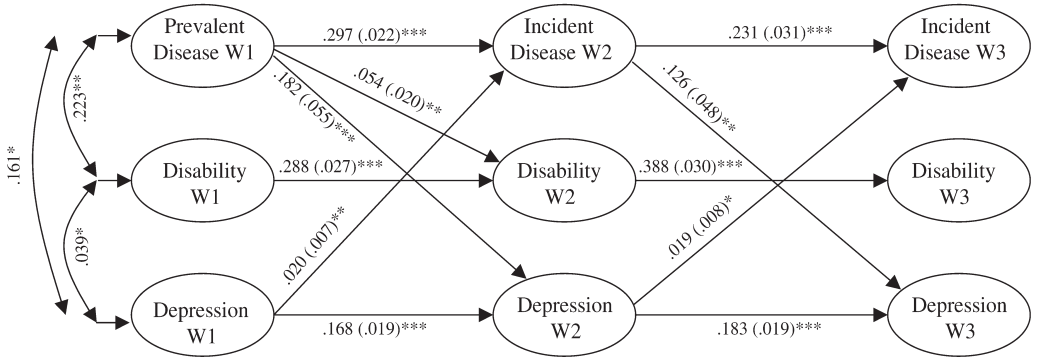 Prevalent
Disease W1
.297 (.022)***
Incident
Disease W2
.231 (.031)***
Incident
Disease W3
.054 (.020)**
.182 (.055)***
.126 (.048)**
.223**
.161*
Disability
W1
.288 (.027)***
Disability
W2
.388 (.030)***
Disability
W3
.039*
.020 (.007)**
.019 (.008)*
Depression
W1
.168 (.019)***
Depression
W2
.183 (.019)***
Depression
W3